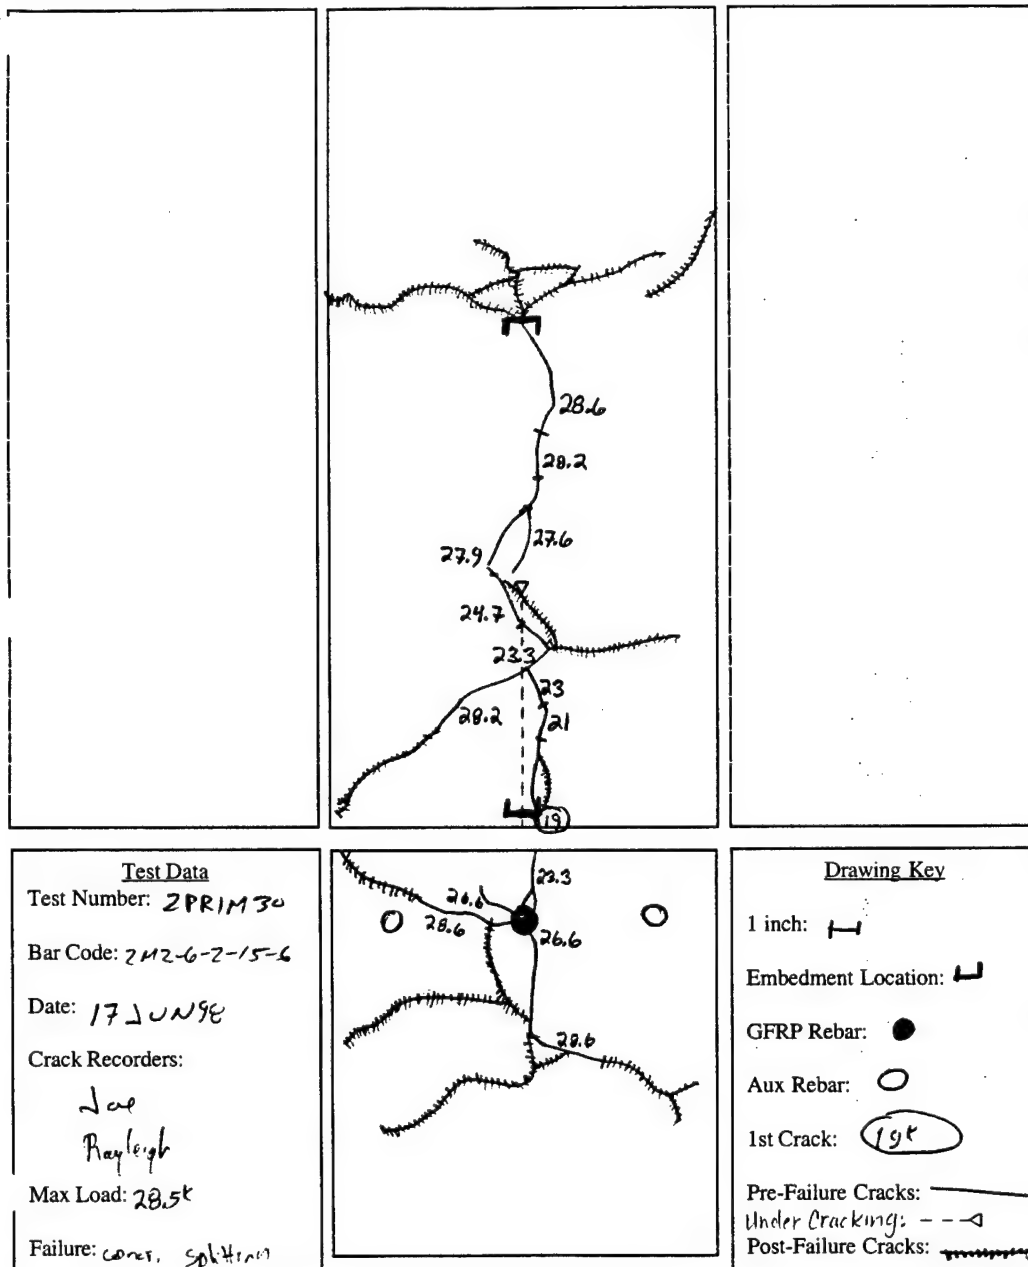 28.6
28.2
27.6
27.9
24.7
23.3
23
28.2
21
19
Test Data
Test Number: 2PRIM30
Bar Code: 2M2-6-2-15-6
Date: 17 JUN98
Crack Recorders:
Joe
Rayleigh
Max Load: 28.5k
Failure: conc. splitting
23.3
26.6
28.6
26.6
28.6
Drawing Key
1 inch:
Embedment Location:
GFRP Rebar:
Aux Rebar:
1st Crack: 19k
Pre-Failure Cracks:
Under Cracking:
Post-Failure Cracks: